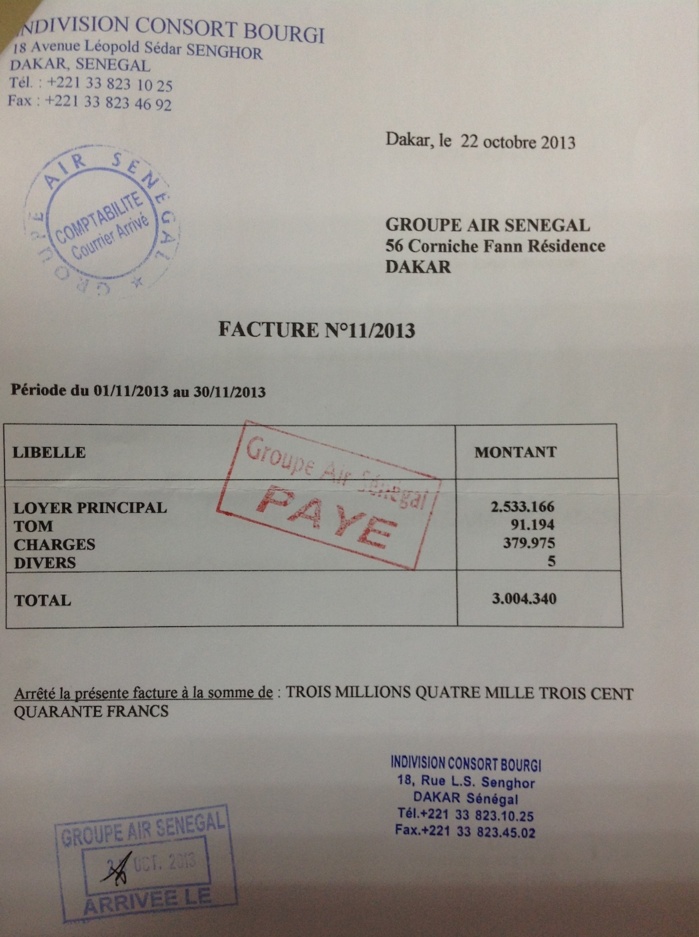 INDIVISION CONSORT BOURGI
18 Avenue Léopold Sédar SENGHOR
DAKAR, SENEGAL
Tél. : +221 33 823 10 25
Fax : +221 33 823 46 92
Dakar, le 22 octobre 2013
GROUPE AIR SENEGAL
COMPTABILITE
Courrier Arrivé
GROUPE AIR SENEGAL
56 Corniche Fann Résidence
DAKAR
FACTURE N°11/2013
Période du 01/11/2013 au 30/11/2013
LIBELLE MONTANT
Groupe Air Sénégal
PAYE
LOYER PRINCIPAL 2.533.166
TOM 91.194
CHARGES 379.975
DIVERS 5
TOTAL 3.004.340
Arrêté la présente facture à la somme de : TROIS MILLIONS QUATRE MILLE TROIS CENT
QUARANTE FRANCS
INDIVISION CONSORT BOURGI
18, Rue L.S. Senghor
DAKAR Sénégal
Tél.+221 33 823.10.25
Fax.+221 33 823.45.02
GROUPE AIR SENEGAL
OCT. 2013
ARRIVEE LE